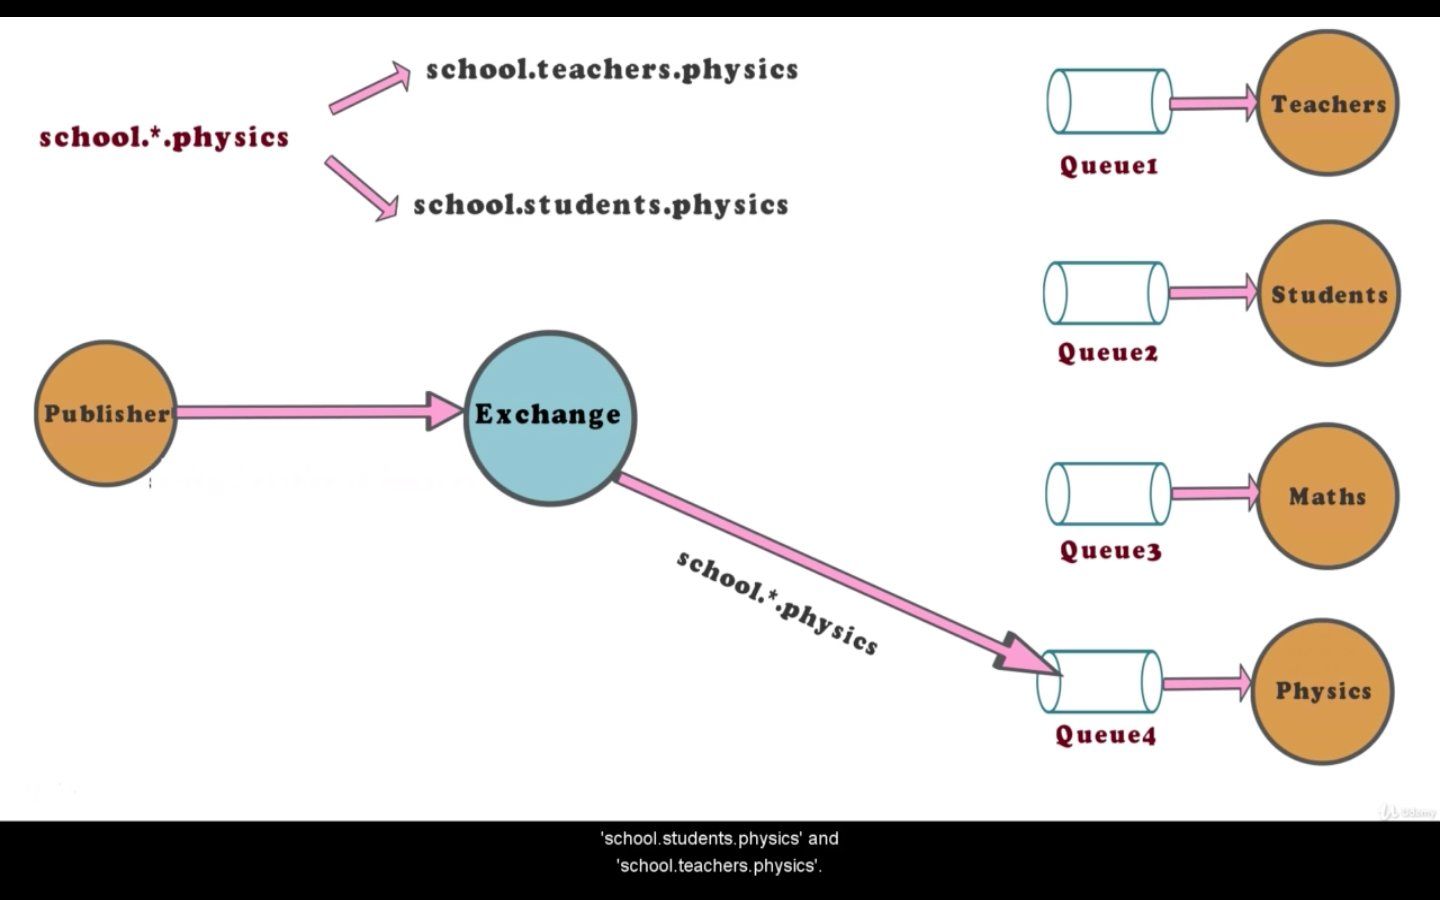 school.teachers.physics
school.*.physics
school.students.physics
Teachers
Queue1
Students
Queue2
Publisher
Exchange
school.*.physics
Maths
Queue3
Physics
Queue4
Udemy
'school.students.physics' and
'school.teachers.physics'.